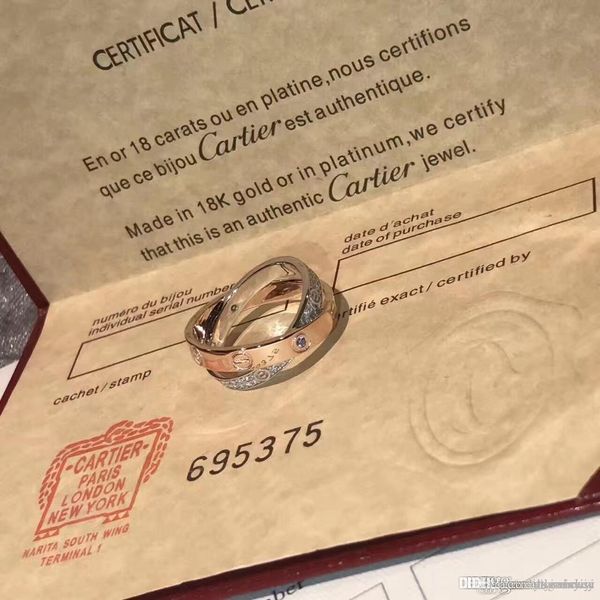 CERTIFICAT /
En or 18 carats ou en platine, nous certifions
que ce bijou Cartier est authentique.
Made in 18K gold or in platinum, we certify
that this is an authentic Cartier jewel.
date d'achat
date of purchase
numéro du bijou
individual serial number
rtifié exact / certified by
cachet / stamp
695375
-CARTIER-
PARIS
LONDON
NEW YORK
NARITA SOUTH WING
TERMINAL 1